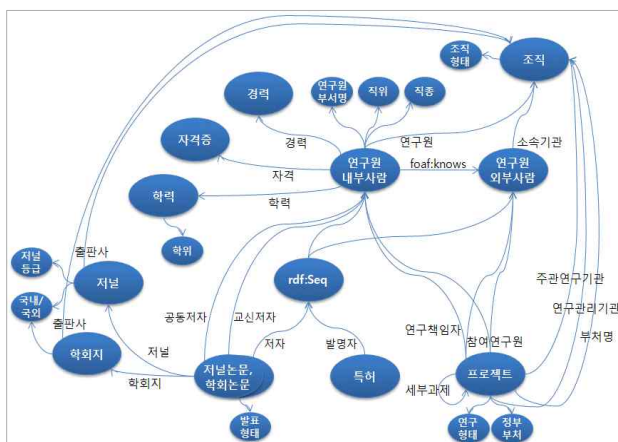 조직
형태
조직
경력
연구원
부서명
직위
직종
자격증
경력
연구원
소속기관
자격
연구원
내부사람
foaf:knows
연구원
외부사람
학력
학력
학위
저널
등급
출판사
저널
rdf:Seq
주관연구기관
국내/
국외
출판사
공동저자
교신저자
연구관리기관
연구책임자
참여연구원
부처명
학회지
저널
저자
발명자
학회지
저널논문,
학회논문
특허
세부과제
프로젝트
발표
형태
연구
형태
정부
부처